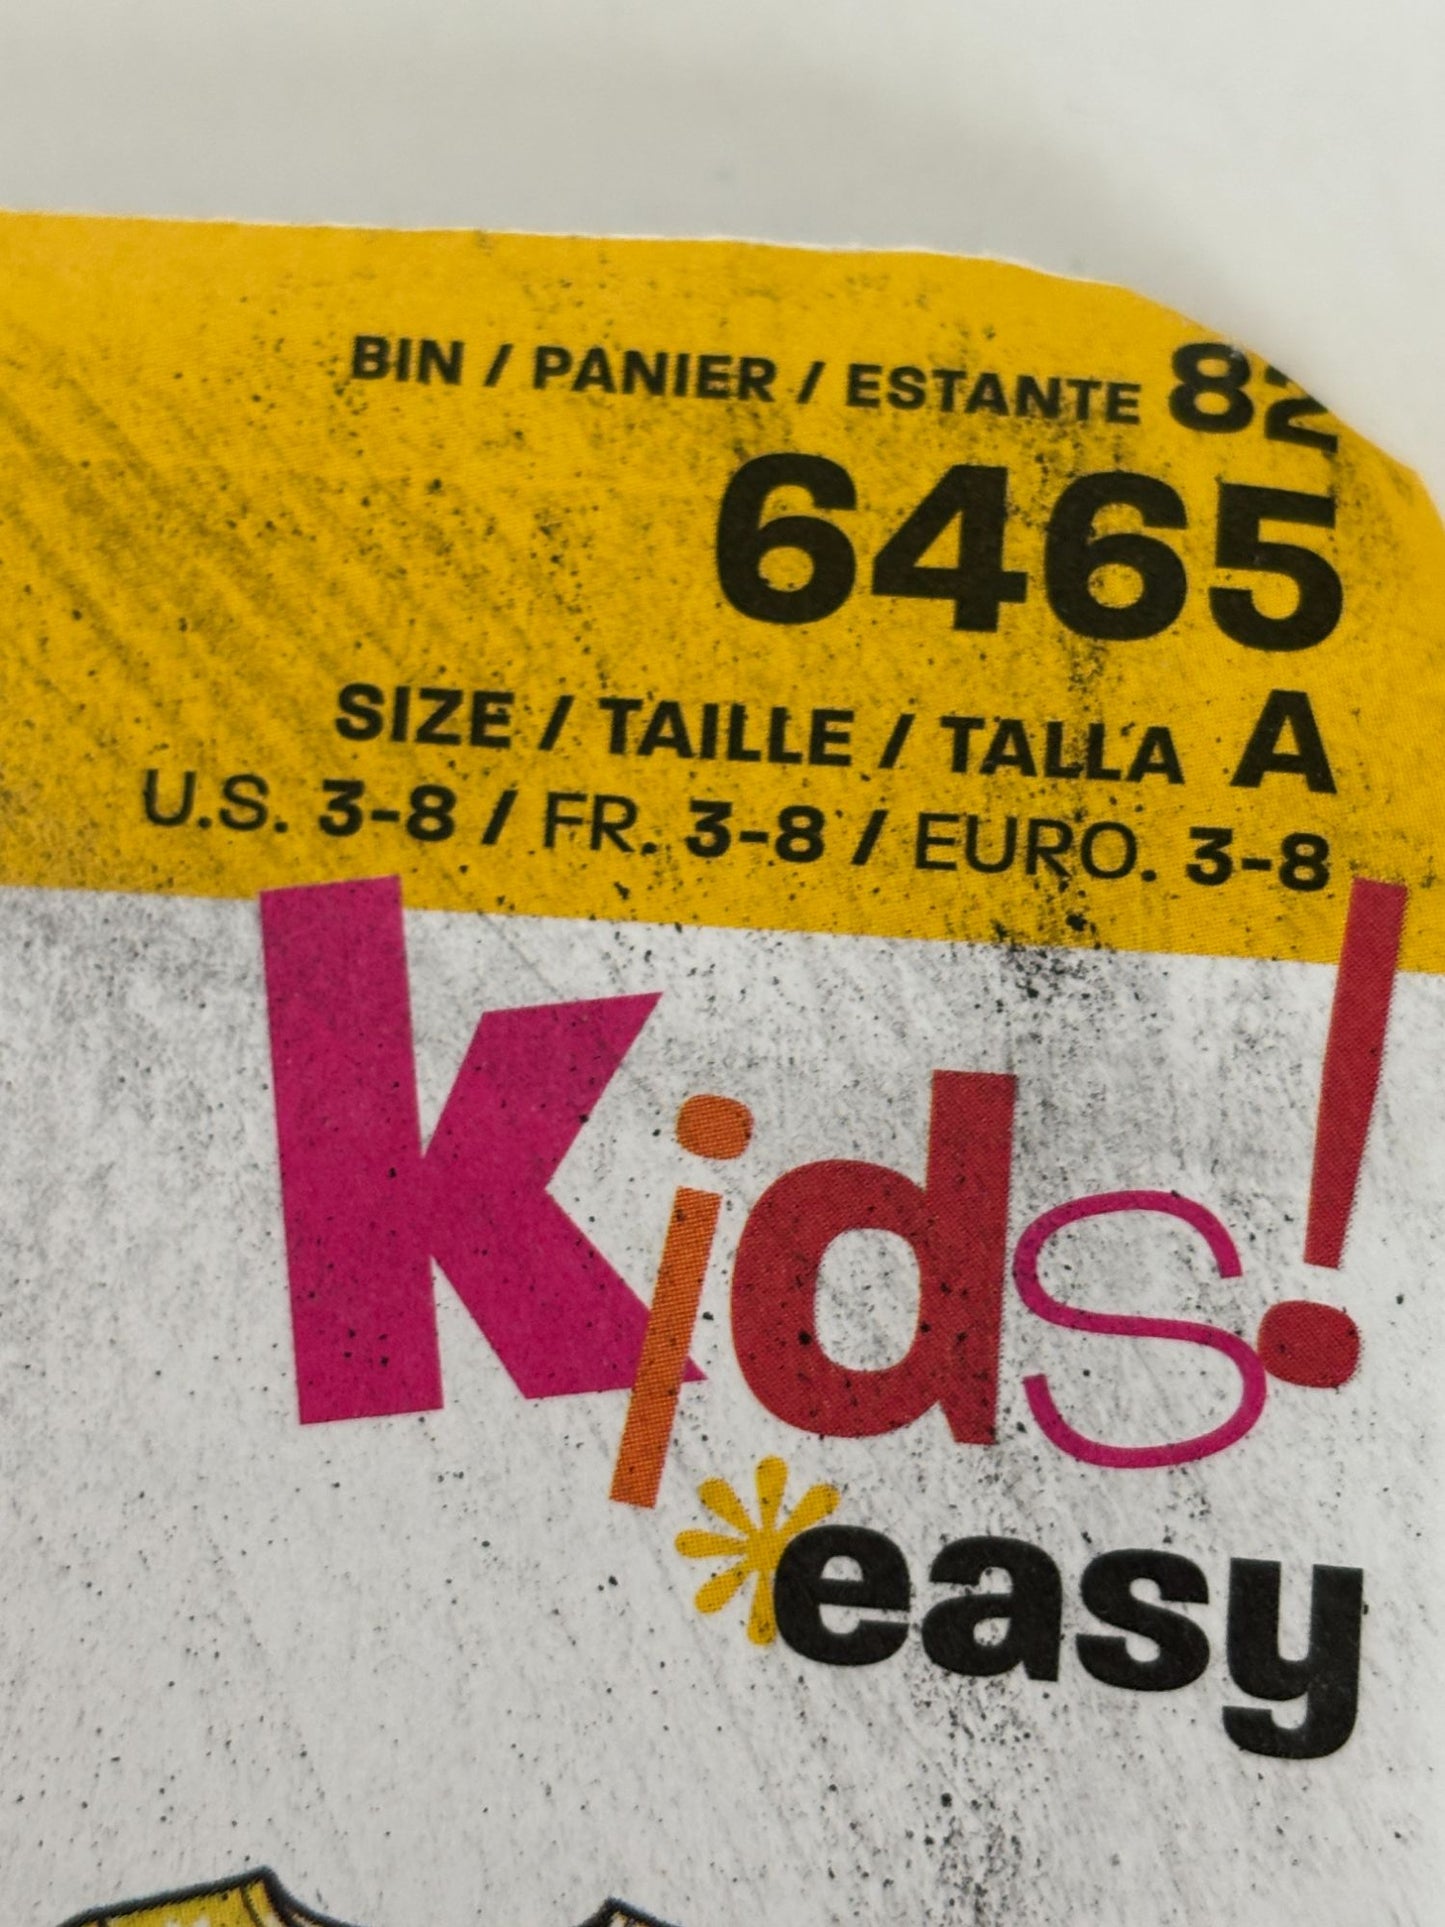 BIN / PANIER / ESTANTE 82
6465
SIZE / TAILLE / TALLA A
U.S. 3-8 / FR. 3-8 / EURO. 3-8
Kids!
easy